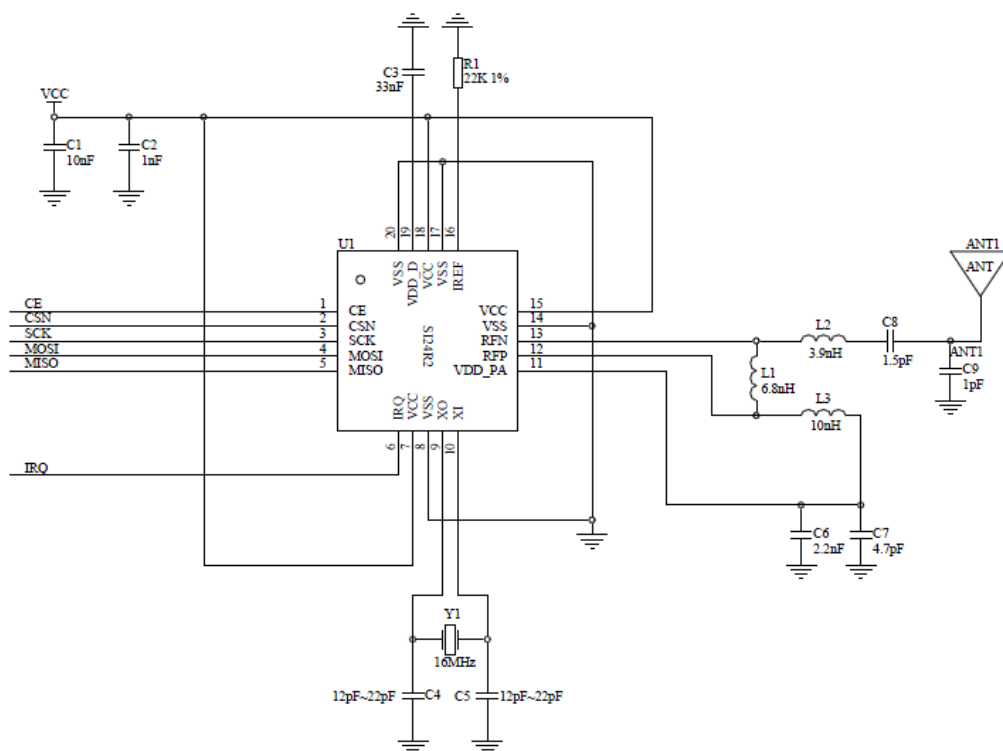 C3
33nF
R1
22K 1%
VCC
C1
10nF
C2
1nF
20
19
18
17
16
U1
VSS
VDD_D
VCC
VSS
IREF
ANT1
ANT
CE
CSN
SCK
MOSI
MISO
1
2
3
4
5
CE
CSN
SCK
MOSI
MISO
SI24R2
VCC
VSS
RFN
RFP
VDD_PA
15
14
13
12
11
L2
3.9nH
C8
1.5pF
ANT1
C9
1pF
L1
6.8nH
L3
10nH
IRQ
VCC
VSS
XO
XI
6
7
8
9
10
IRQ
C6
2.2nF
C7
4.7pF
Y1
16MHz
12pF~22pF
C4
C5
12pF~22pF